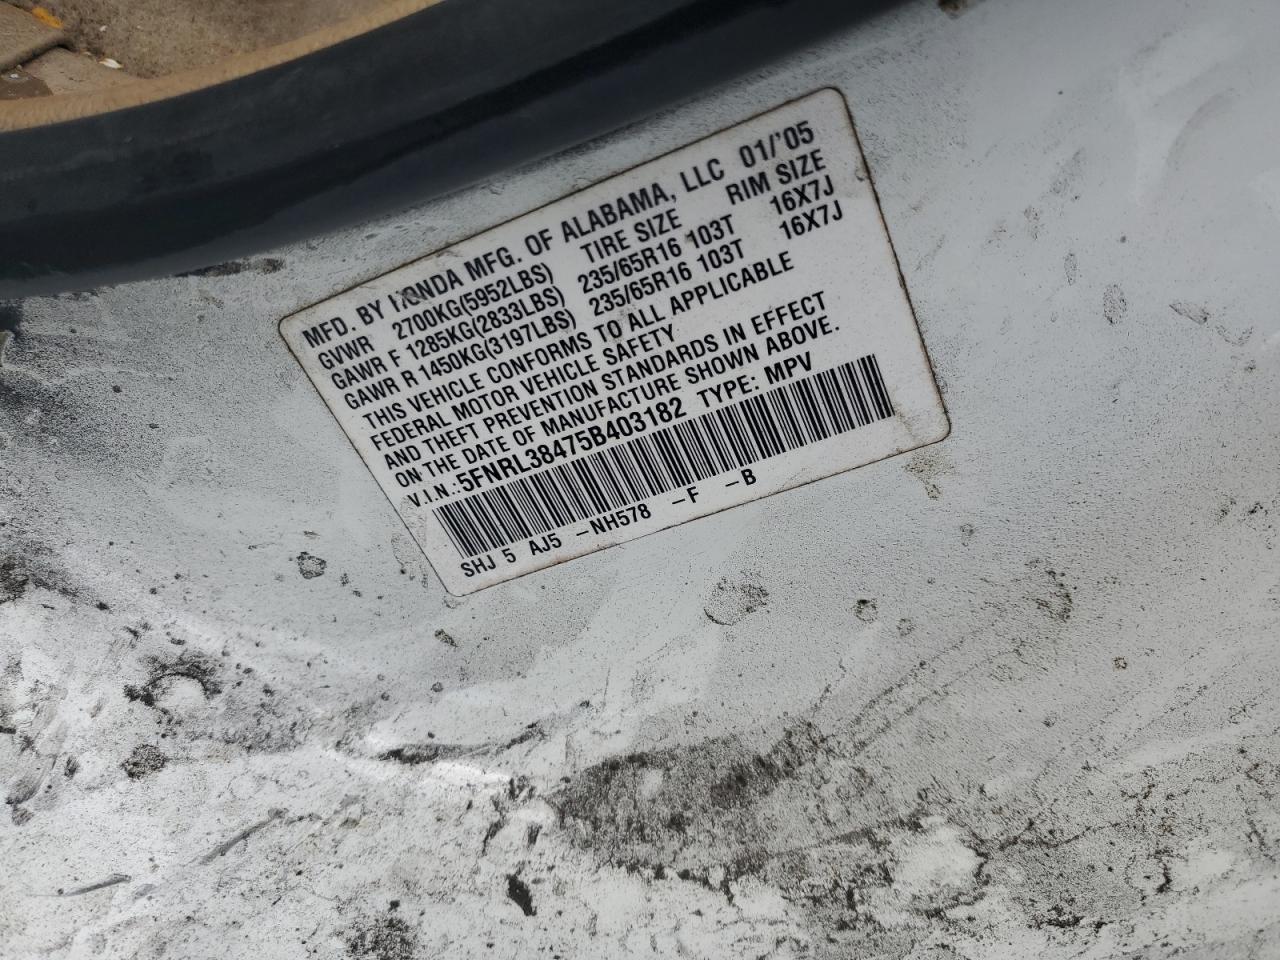 MFD. BY HONDA MFG. OF ALABAMA, LLC 01/'05
GVWR 2700KG(5952LBS) TIRE SIZE RIM SIZE
GAWR F 1285KG(2833LBS) 235/65R16 103T 16X7J
GAWR R 1450KG(3197LBS) 235/65R16 103T 16X7J
THIS VEHICLE CONFORMS TO ALL APPLICABLE
FEDERAL MOTOR VEHICLE SAFETY
AND THEFT PREVENTION STANDARDS IN EFFECT
ON THE DATE OF MANUFACTURE SHOWN ABOVE.
V.I.N.:5FNRL38475B403182 TYPE: MPV
SHJ 5 AJ5 -NH578 -F -B